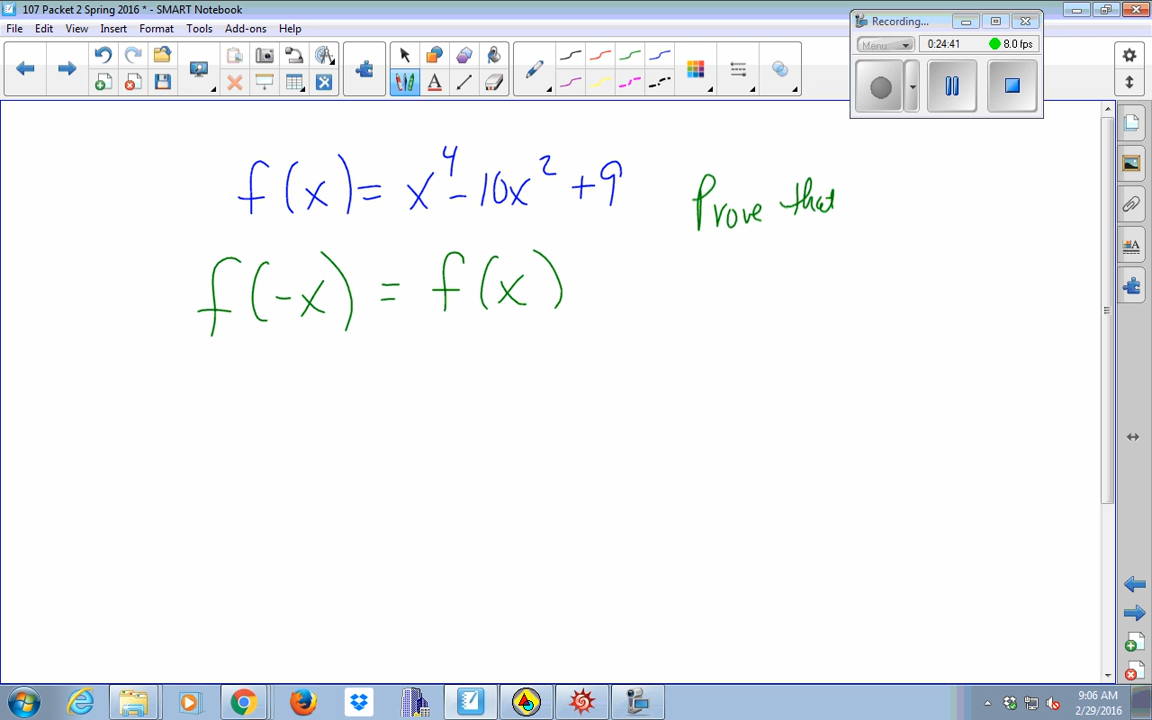 107 Packet 2 Spring 2016 * - SMART Notebook
File Edit View Insert Format Tools Add-ons Help
Recording...
Menu 0:24:41 8.0 fps
f(x) = x⁴ - 10x² + 9 Prove that
f(-x) = f(x)
9:06 AM
2/29/2016